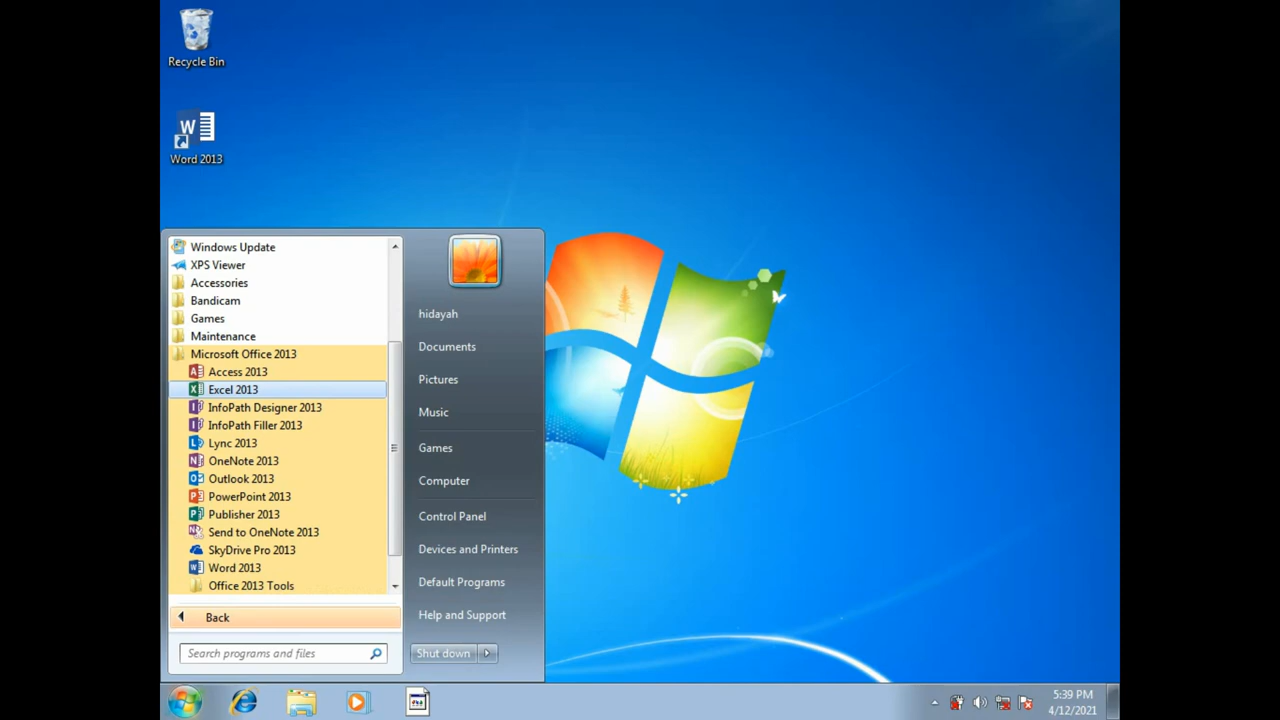 Recycle Bin
Word 2013
Windows Update
XPS Viewer
Accessories
Bandicam
Games
Maintenance
Microsoft Office 2013
Access 2013
Excel 2013
InfoPath Designer 2013
InfoPath Filler 2013
Lync 2013
OneNote 2013
Outlook 2013
PowerPoint 2013
Publisher 2013
Send to OneNote 2013
SkyDrive Pro 2013
Word 2013
Office 2013 Tools
Back
Search programs and files
hidayah
Documents
Pictures
Music
Games
Computer
Control Panel
Devices and Printers
Default Programs
Help and Support
Shut down
5:39 PM
4/12/2021